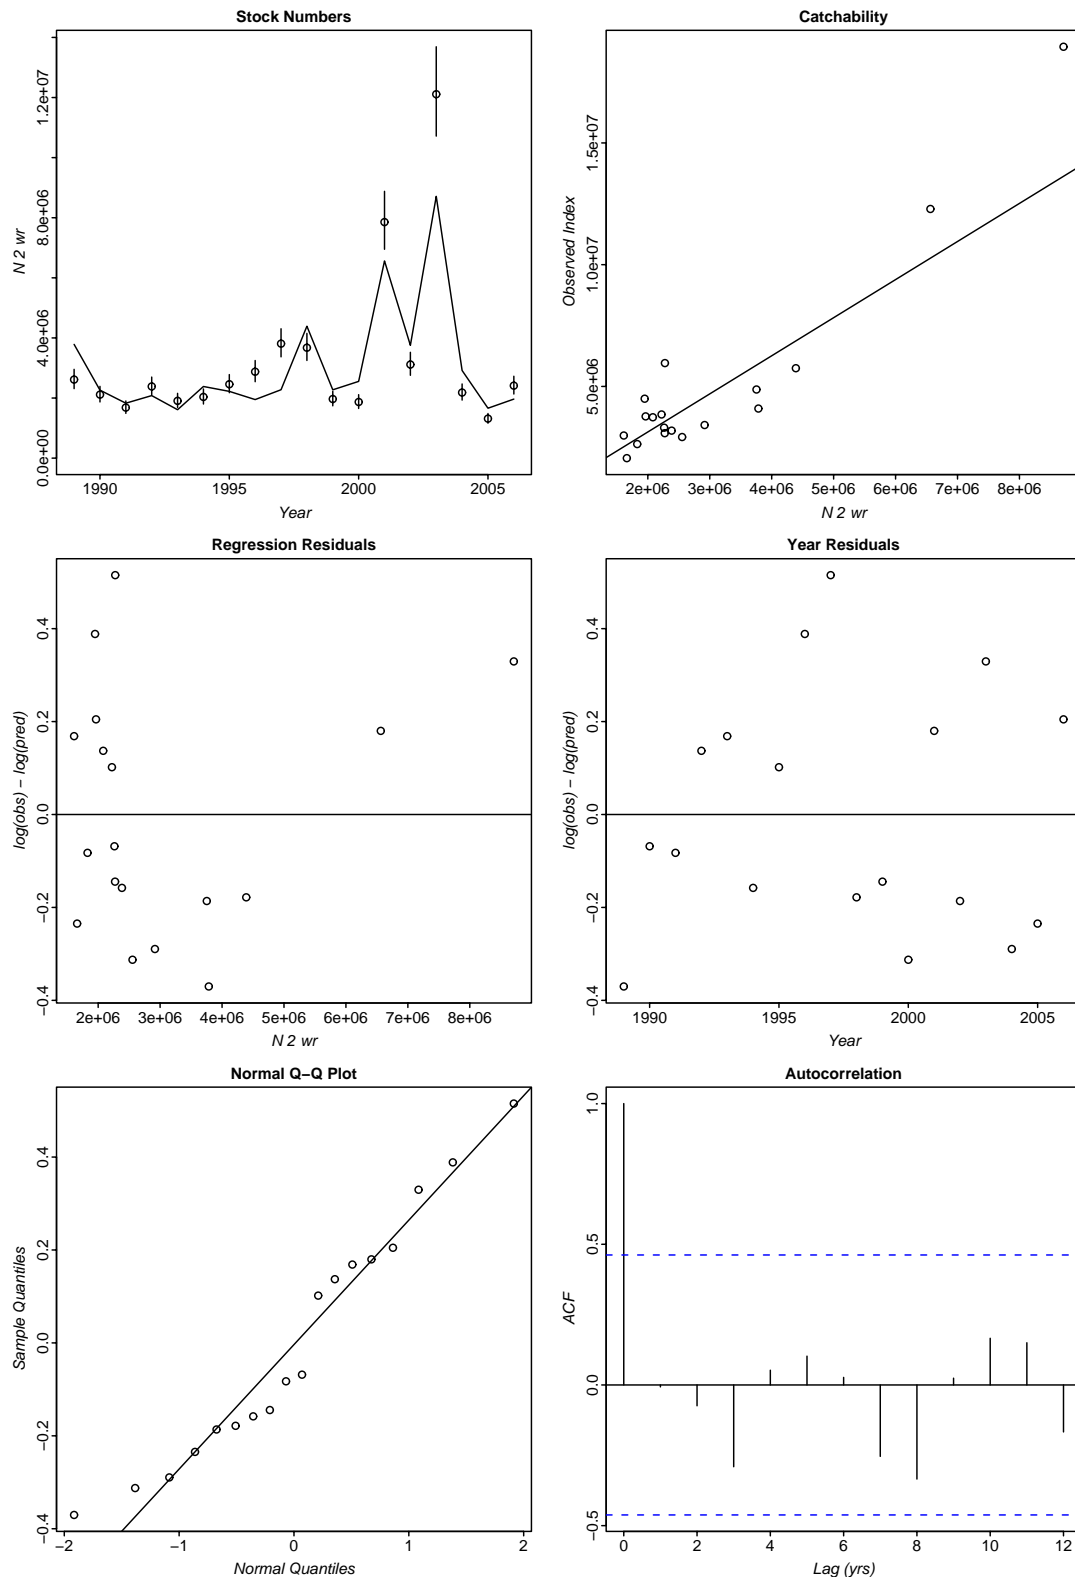 Stock Numbers
N 2 wr
0.0e+00 4.0e+06 8.0e+06 1.2e+07
1990 1995 2000 2005
Year
Catchability
Observed Index
5.0e+06 1.0e+07 1.5e+07
2e+06 3e+06 4e+06 5e+06 6e+06 7e+06 8e+06
N 2 wr
Regression Residuals
log(obs) − log(pred)
−0.4 −0.2 0.0 0.2 0.4
2e+06 3e+06 4e+06 5e+06 6e+06 7e+06 8e+06
N 2 wr
Year Residuals
log(obs) − log(pred)
−0.4 −0.2 0.0 0.2 0.4
1990 1995 2000 2005
Year
Normal Q−Q Plot
Sample Quantiles
−0.4 −0.2 0.0 0.2 0.4
−2 −1 0 1 2
Normal Quantiles
Autocorrelation
ACF
−0.5 0.0 0.5 1.0
0 2 4 6 8 10 12
Lag (yrs)